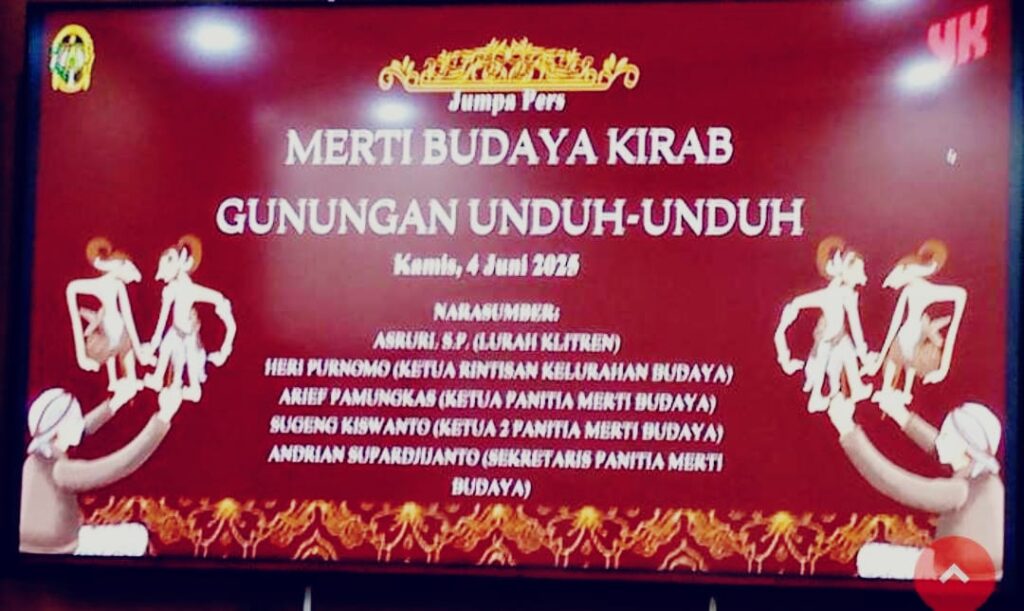 YK
Jumpa Pers
MERTI BUDAYA KIRAB
GUNUNGAN UNDUH-UNDUH
Kamis, 4 Juni 2025
NARASUMBER:
ASRURI, S.P. (LURAH KLITREN)
HERI PURNOMO (KETUA RINTISAN KELURAHAN BUDAYA)
ARIEF PAMUNGKAS (KETUA PANITIA MERTI BUDAYA)
SUGENG KISWANTO (KETUA 2 PANITIA MERTI BUDAYA)
ANDRIAN SUPARDJIJANTO (SEKRETARIS PANITIA MERTI
BUDAYA)